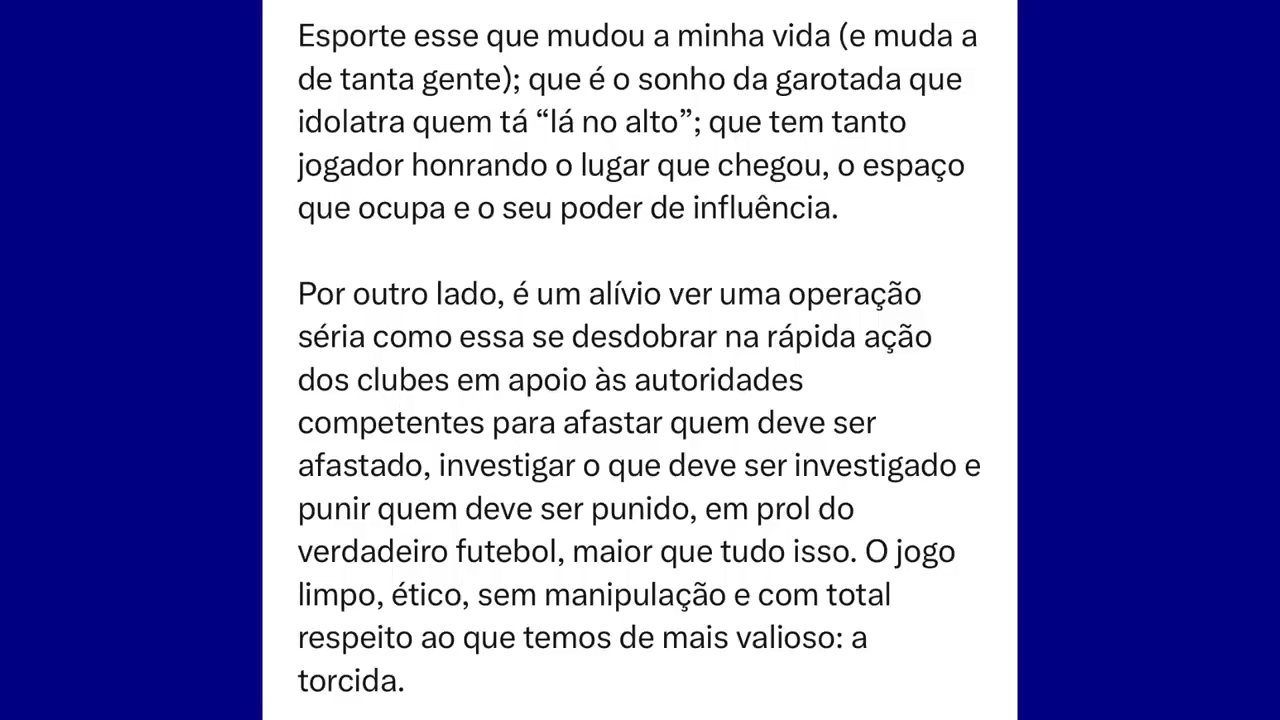 Esporte esse que mudou a minha vida (e muda a
de tanta gente); que é o sonho da garotada que
idolatra quem tá “lá no alto”; que tem tanto
jogador honrando o lugar que chegou, o espaço
que ocupa e o seu poder de influência.
Por outro lado, é um alívio ver uma operação
séria como essa se desdobrar na rápida ação
dos clubes em apoio às autoridades
competentes para afastar quem deve ser
afastado, investigar o que deve ser investigado e
punir quem deve ser punido, em prol do
verdadeiro futebol, maior que tudo isso. O jogo
limpo, ético, sem manipulação e com total
respeito ao que temos de mais valioso: a
torcida.